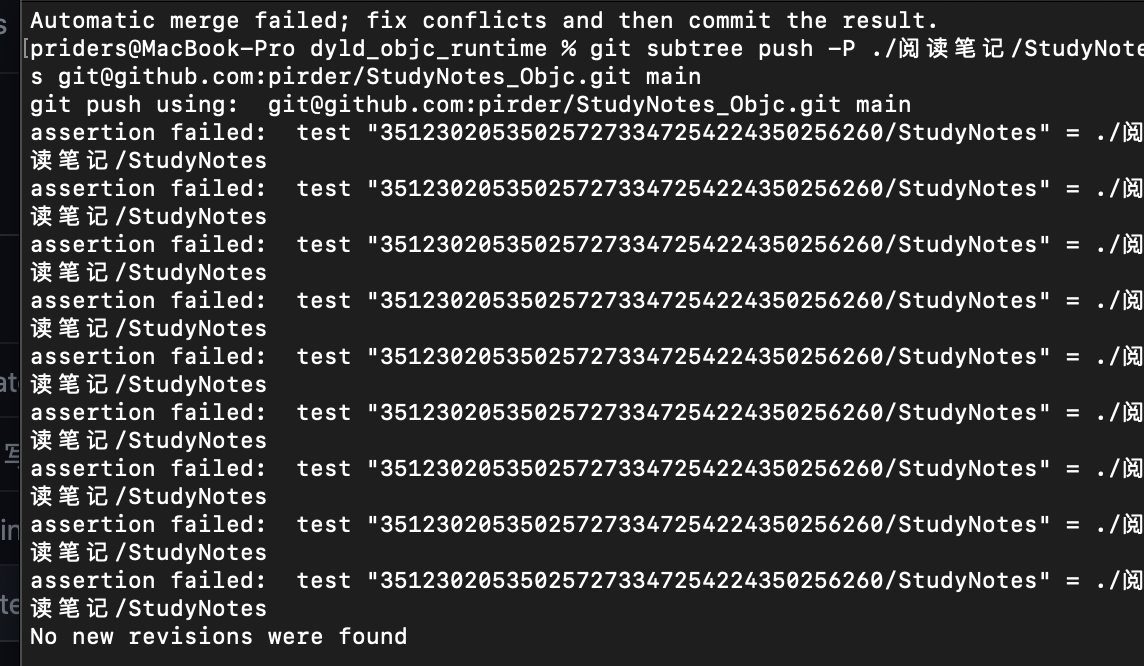 Automatic merge failed; fix conflicts and then commit the result.
[priders@MacBook-Pro dyld_objc_runtime % git subtree push -P ./阅读笔记/StudyNote
s git@github.com:pirder/StudyNotes_Objc.git main
git push using:  git@github.com:pirder/StudyNotes_Objc.git main
assertion failed:  test "351230205350257273347254224350256260/StudyNotes" = ./阅
读笔记/StudyNotes
assertion failed:  test "351230205350257273347254224350256260/StudyNotes" = ./阅
读笔记/StudyNotes
assertion failed:  test "351230205350257273347254224350256260/StudyNotes" = ./阅
读笔记/StudyNotes
assertion failed:  test "351230205350257273347254224350256260/StudyNotes" = ./阅
读笔记/StudyNotes
assertion failed:  test "351230205350257273347254224350256260/StudyNotes" = ./阅
读笔记/StudyNotes
assertion failed:  test "351230205350257273347254224350256260/StudyNotes" = ./阅
读笔记/StudyNotes
assertion failed:  test "351230205350257273347254224350256260/StudyNotes" = ./阅
读笔记/StudyNotes
assertion failed:  test "351230205350257273347254224350256260/StudyNotes" = ./阅
读笔记/StudyNotes
assertion failed:  test "351230205350257273347254224350256260/StudyNotes" = ./阅
读笔记/StudyNotes
No new revisions were found